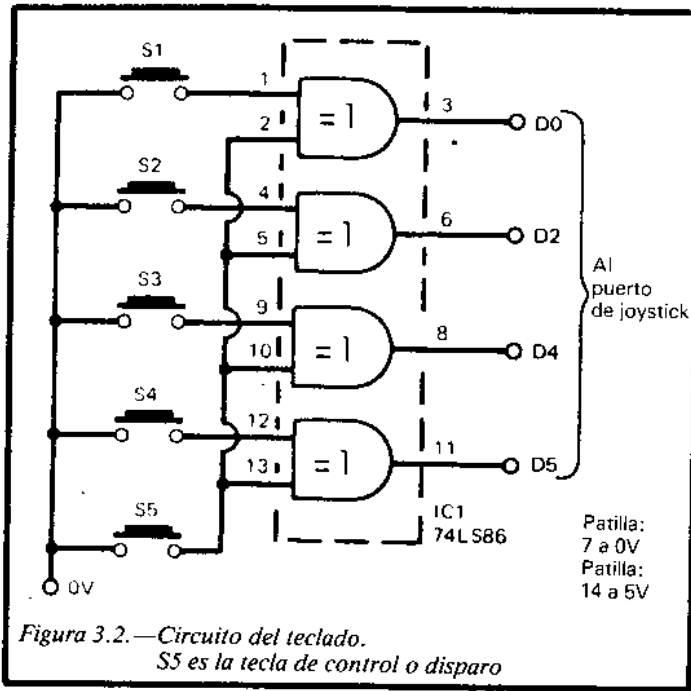 S1
1
2
= 1
3
D0
S2
4
5
= 1
6
D2
Al
puerto
de joystick
S3
9
10
= 1
8
D4
S4
12
13
= 1
11
D5
S5
IC1
74LS86
Patilla:
7 a 0V
Patilla:
14 a 5V
0V
Figura 3.2.—Circuito del teclado.
S5 es la tecla de control o disparo